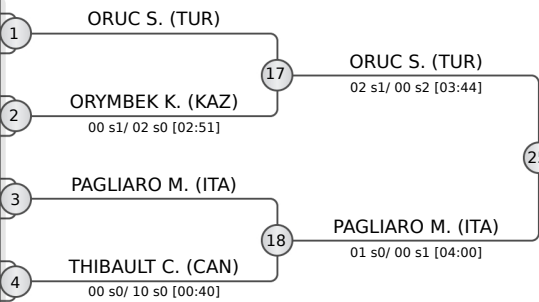 ORUC S. (TUR)
1
17
ORUC S. (TUR)
02 s1/ 00 s2 [03:44]
2
ORYMBEK K. (KAZ)
00 s1/ 02 s0 [02:51]
3
PAGLIARO M. (ITA)
18
PAGLIARO M. (ITA)
01 s0/ 00 s1 [04:00]
4
THIBAULT C. (CAN)
00 s0/ 10 s0 [00:40]